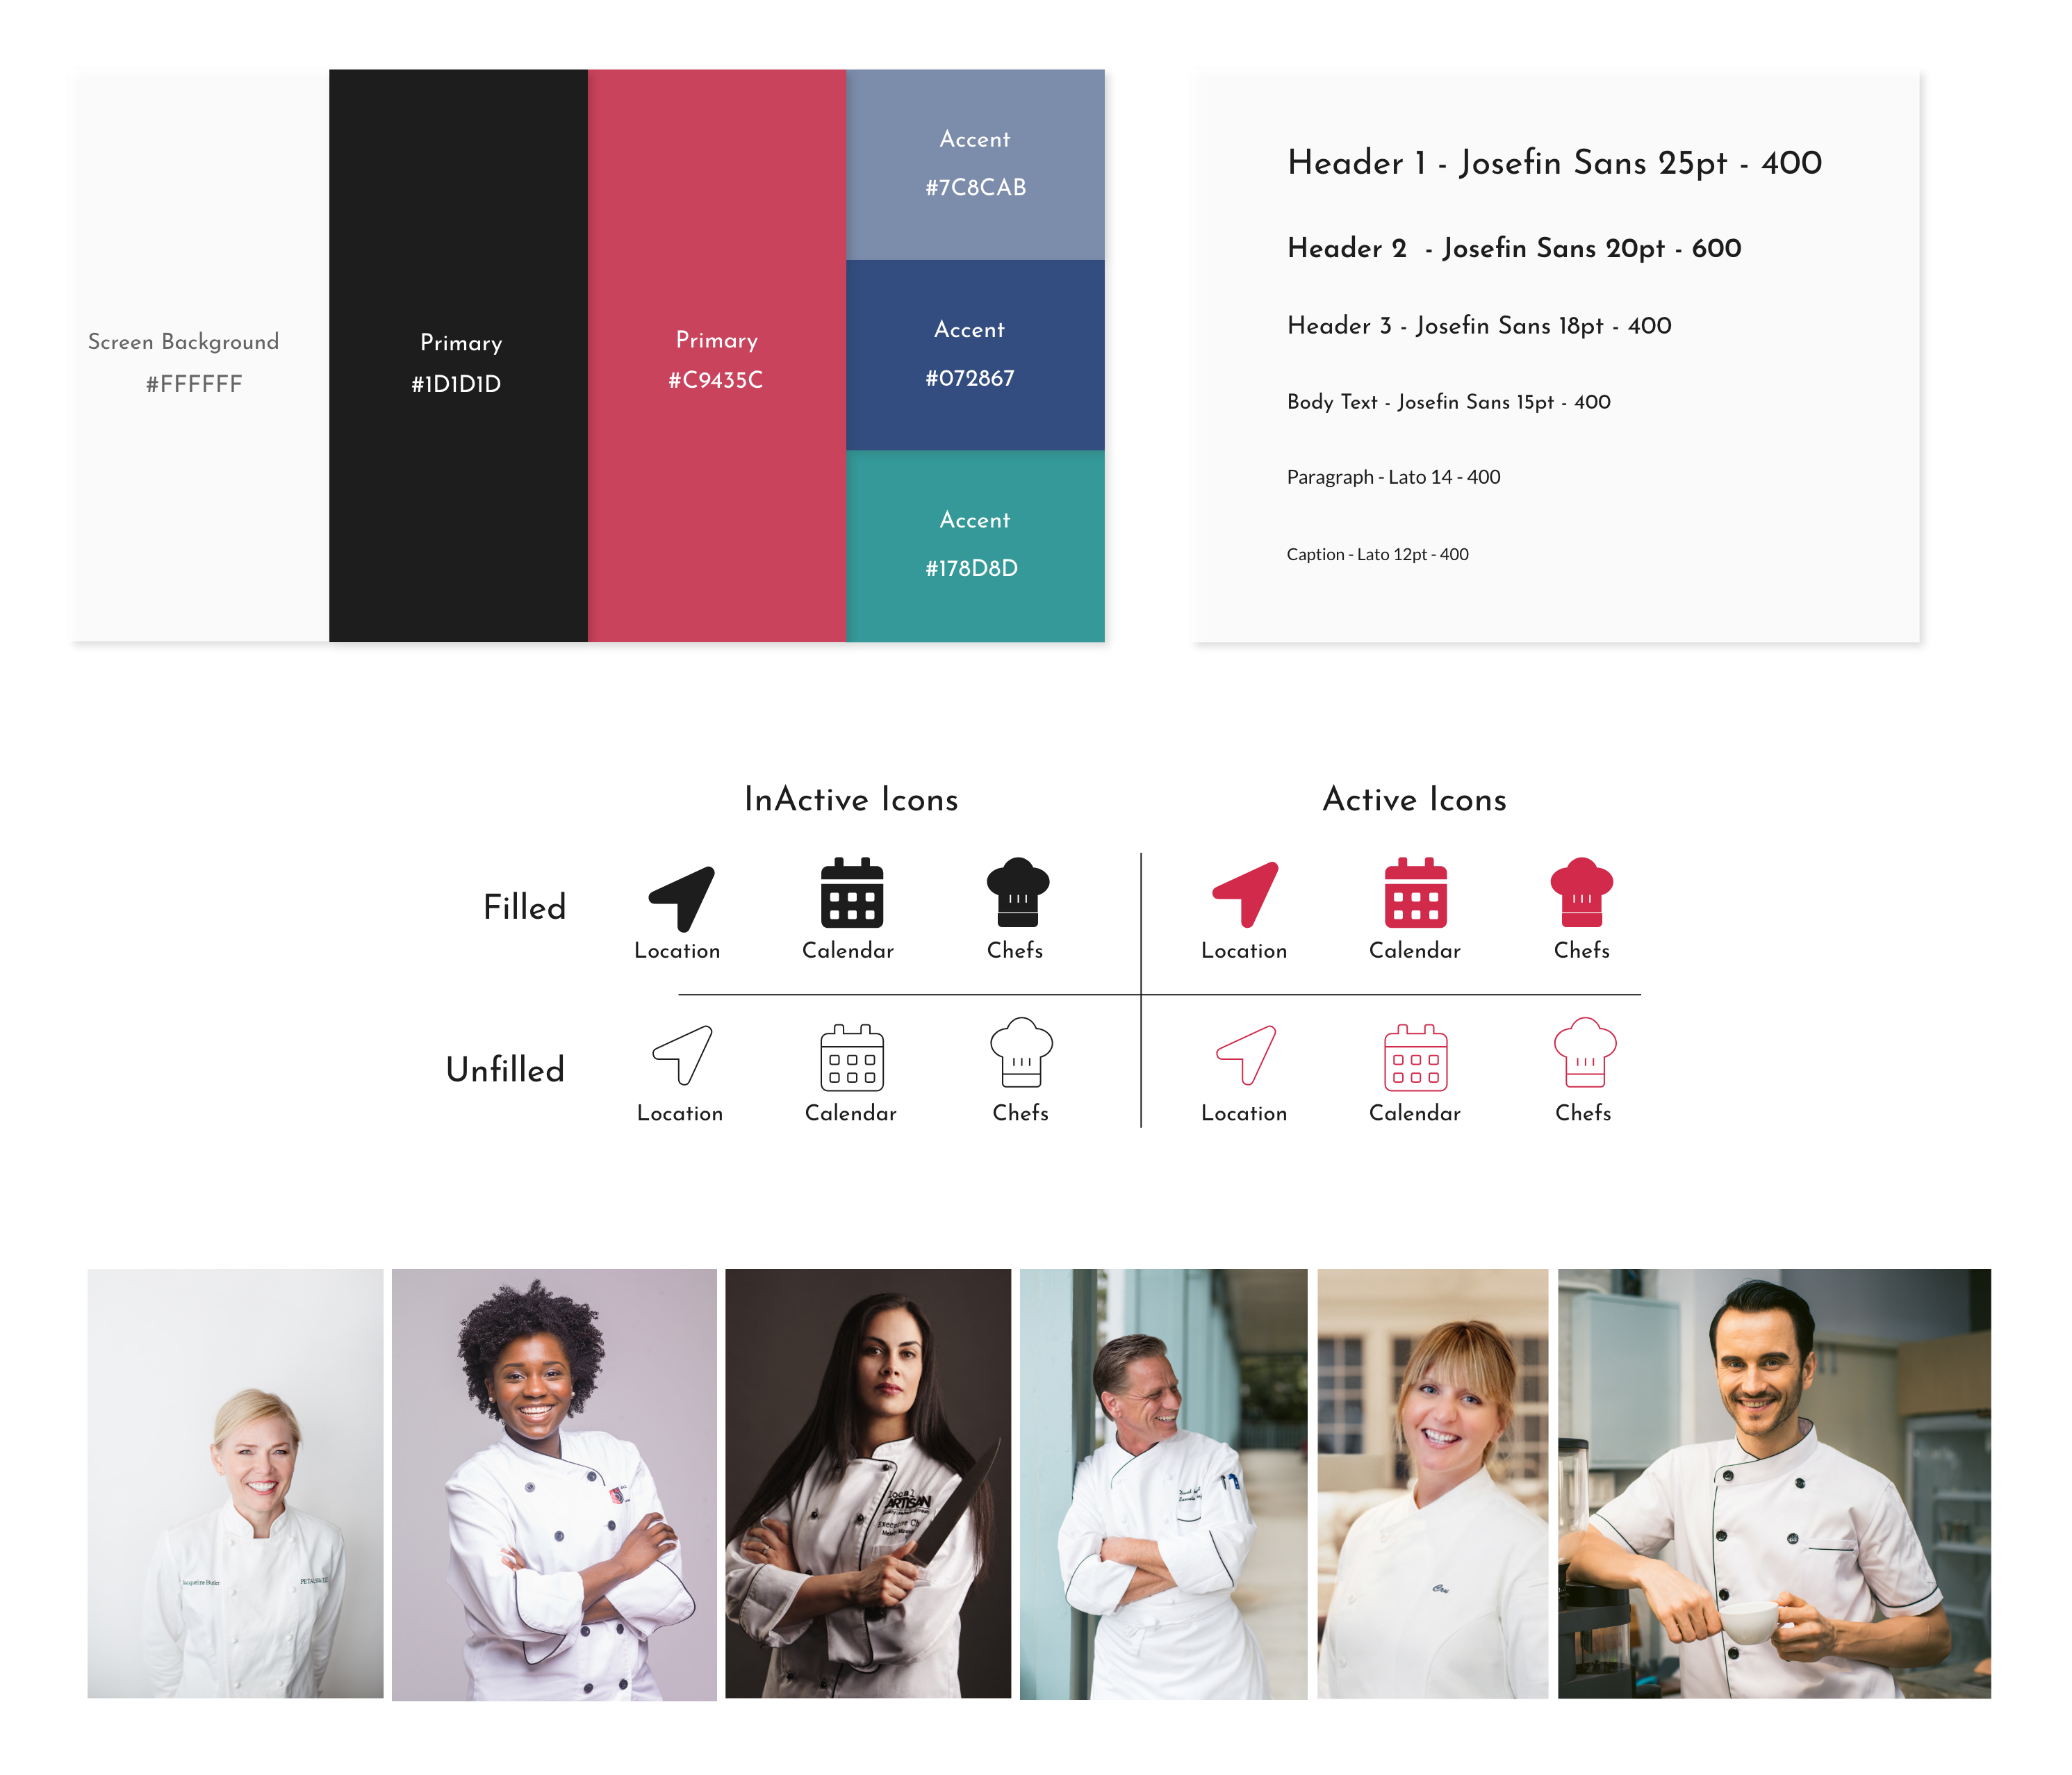 Screen Background
#FFFFFF
Primary
#1D1D1D
Primary
#C9435C
Accent
#7C8CAB
Accent
#072867
Accent
#178D8D
Header 1 - Josefin Sans 25pt - 400
Header 2 - Josefin Sans 20pt - 600
Header 3 - Josefin Sans 18pt - 400
Body Text - Josefin Sans 15pt - 400
Paragraph - Lato 14 - 400
Caption - Lato 12pt - 400
InActive Icons
Active Icons
Filled
Location
Calendar
Chefs
Location
Calendar
Chefs
Unfilled
Location
Calendar
Chefs
Location
Calendar
Chefs
local
ARTISAN